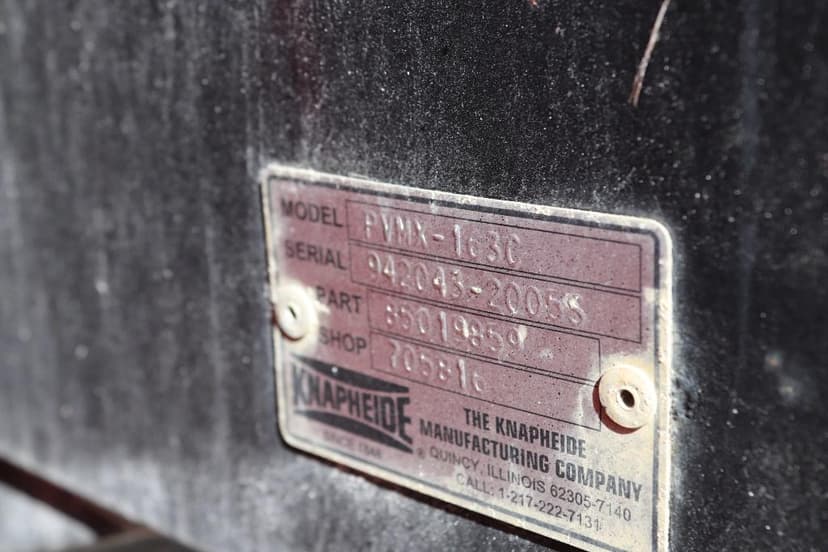 MODEL PVMX-163C
SERIAL 942043-2005S
PART 85019859
SHOP 705816
KNAPHEIDE
SINCE 1848
THE KNAPHEIDE
MANUFACTURING COMPANY
® QUINCY, ILLINOIS 62305-7140
CALL: 1-217-222-7131